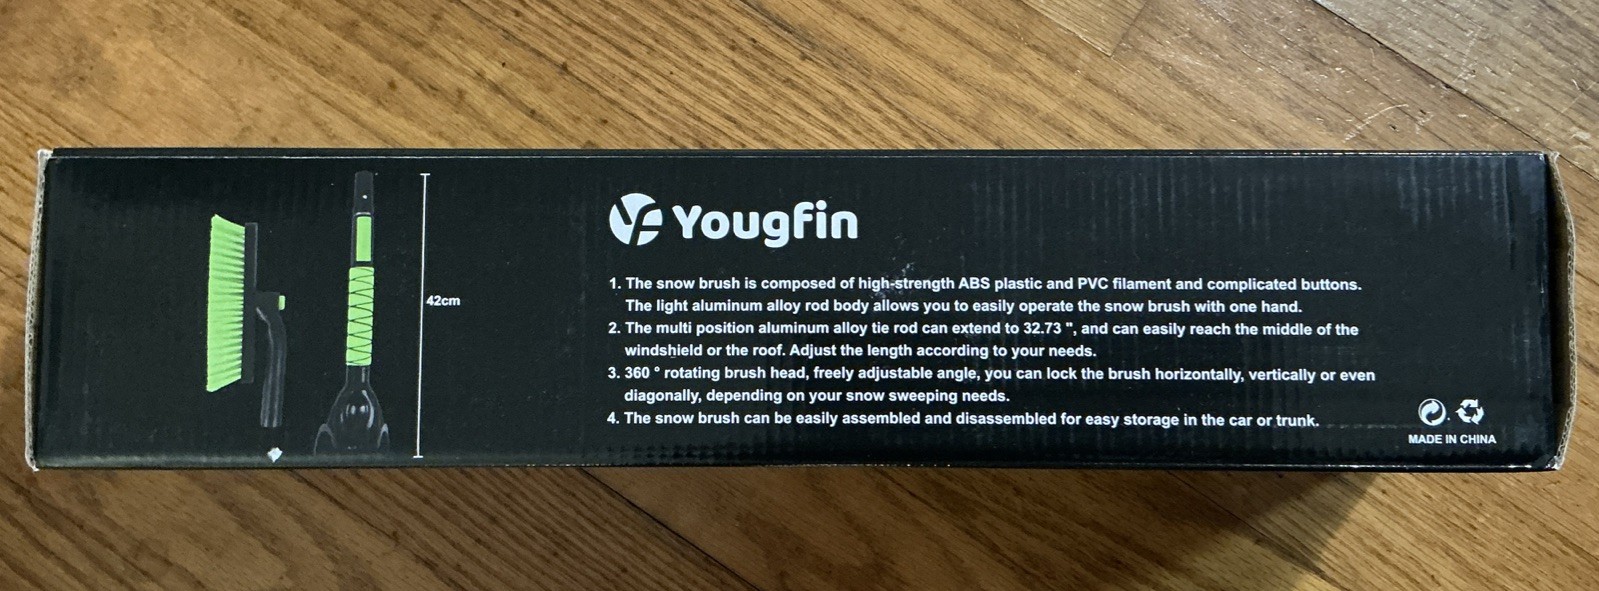 Yougfin
42cm
1. The snow brush is composed of high-strength ABS plastic and PVC filament and complicated buttons.
The light aluminum alloy rod body allows you to easily operate the snow brush with one hand.
2. The multi position aluminum alloy tie rod can extend to 32.73 ", and can easily reach the middle of the
windshield or the roof. Adjust the length according to your needs.
3. 360 ° rotating brush head, freely adjustable angle, you can lock the brush horizontally, vertically or even
diagonally, depending on your snow sweeping needs.
4. The snow brush can be easily assembled and disassembled for easy storage in the car or trunk.
MADE IN CHINA